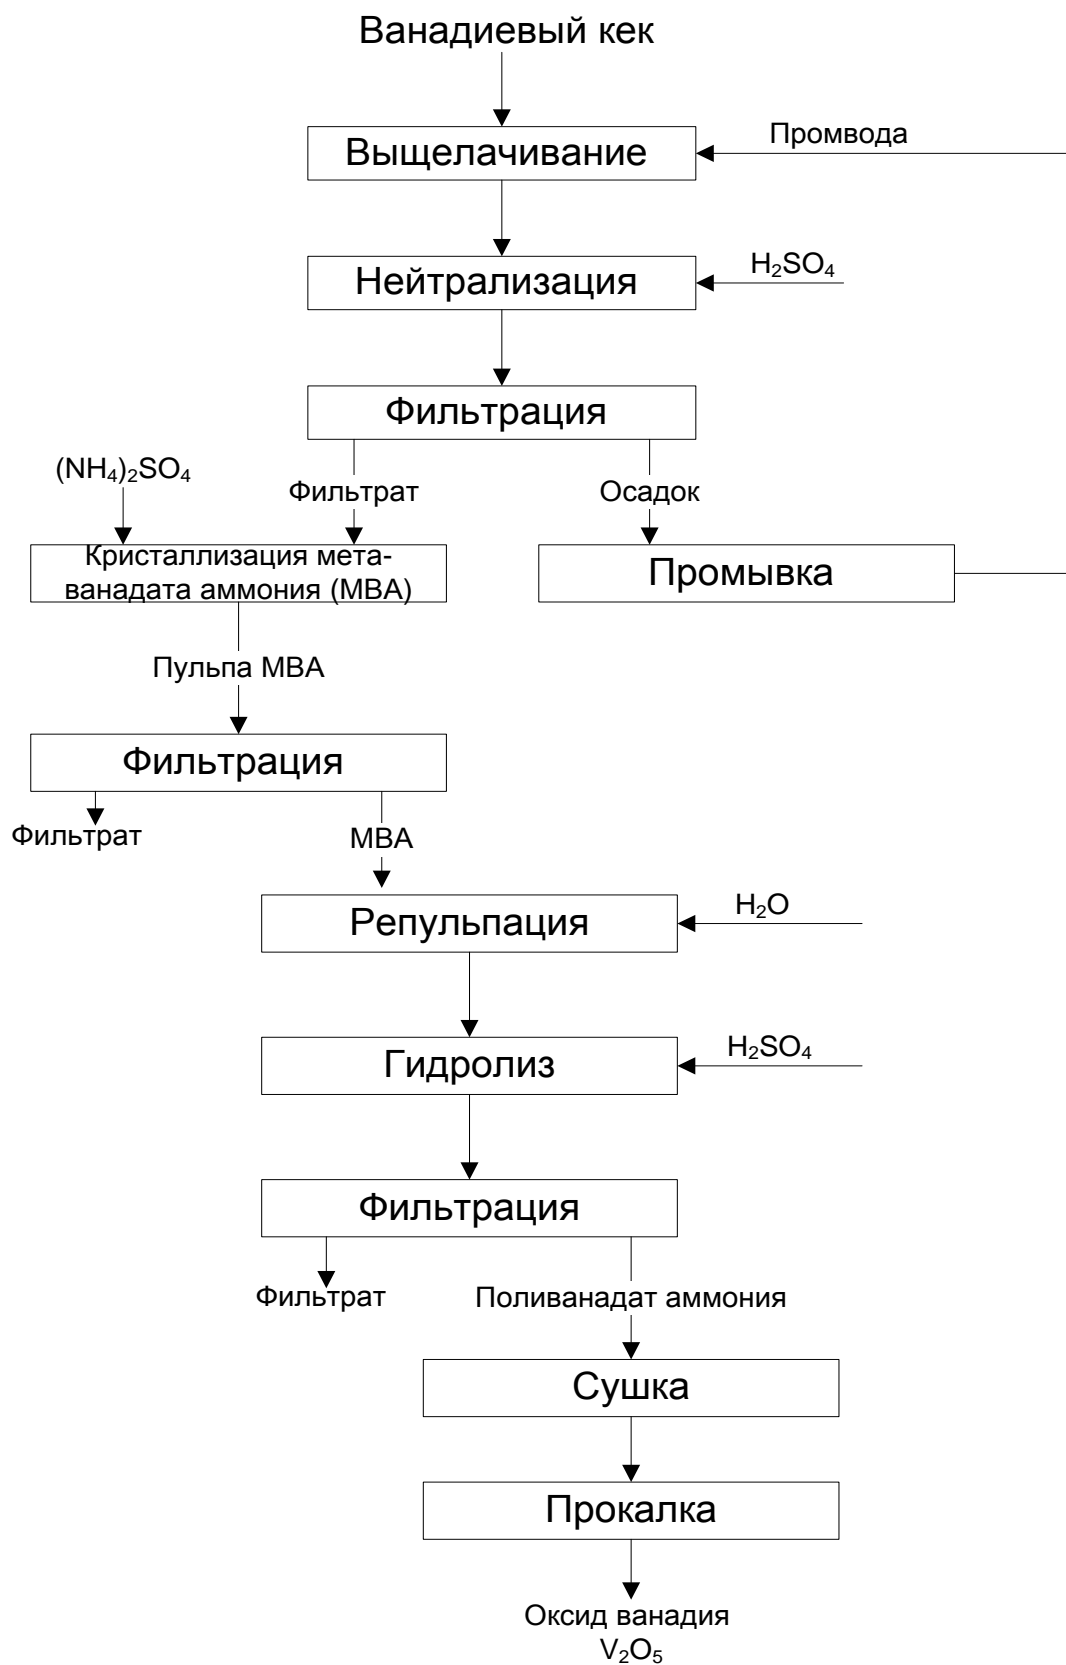 Ванадиевый кек
Выщелачивание
Промвода
Нейтрализация
H₂SO₄
Фильтрация
(NH₄)₂SO₄
Фильтрат
Осадок
Кристаллизация мета-
ванадата аммония (МВА)
Промывка
Пульпа МВА
Фильтрация
Фильтрат
МВА
Репульпация
H₂O
Гидролиз
H₂SO₄
Фильтрация
Фильтрат
Поливанадат аммония
Сушка
Прокалка
Оксид ванадия
V₂O₅